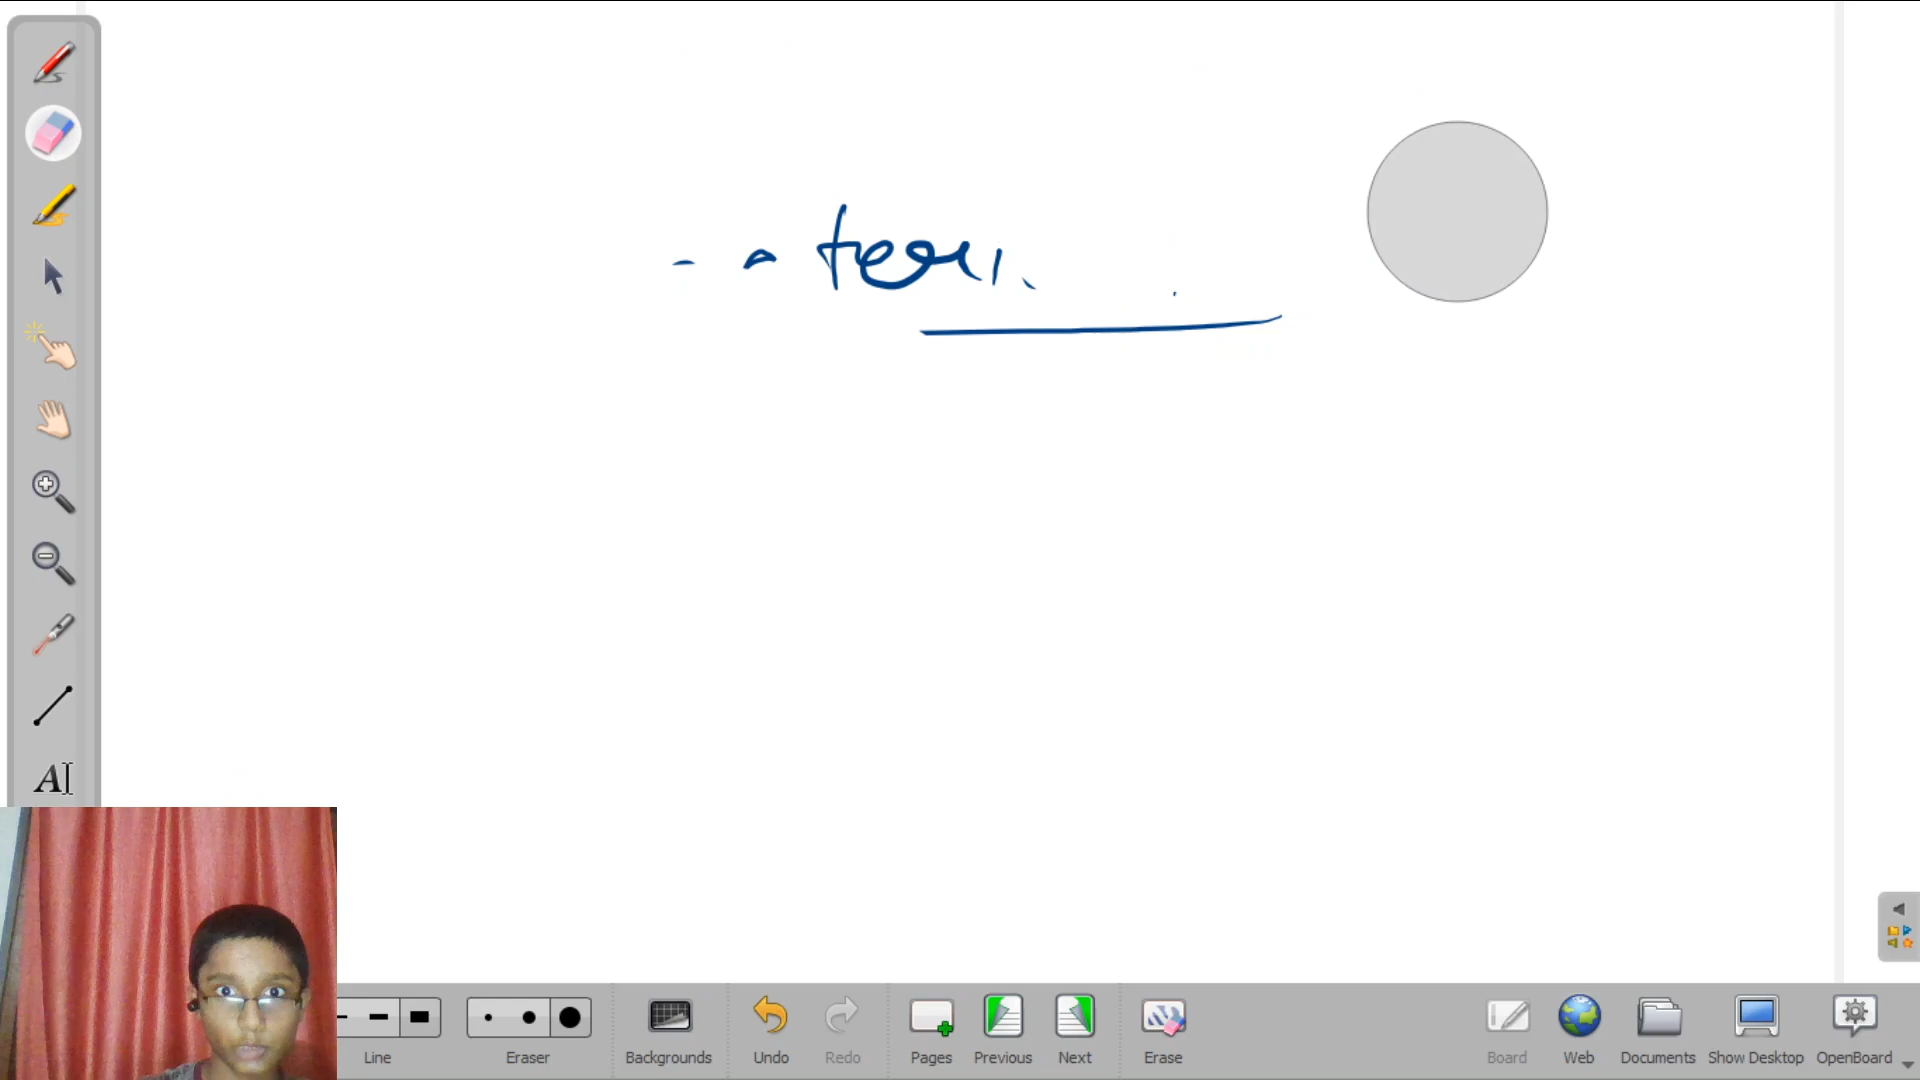 Line
Eraser
Backgrounds
Undo
Redo
Pages
Previous
Next
Erase
Board
Web
Documents
Show Desktop
OpenBoard